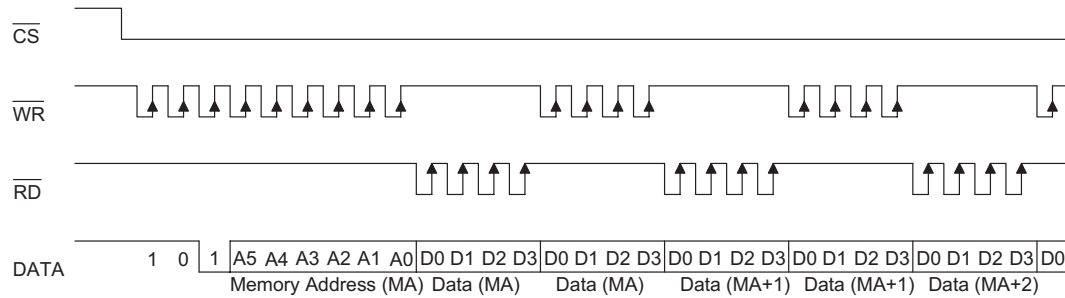 CS
WR
RD
DATA 1 0 1 A5 A4 A3 A2 A1 A0 D0 D1 D2 D3 D0 D1 D2 D3 D0 D1 D2 D3 D0 D1 D2 D3 D0 D1 D2 D3 D0
Memory Address (MA) Data (MA) Data (MA) Data (MA+1) Data (MA+1) Data (MA+2)